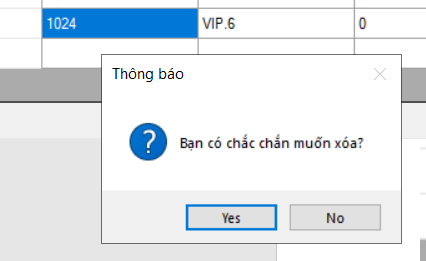 1024 VIP.6 0
Thông báo
Bạn có chắc chắn muốn xóa?
Yes No